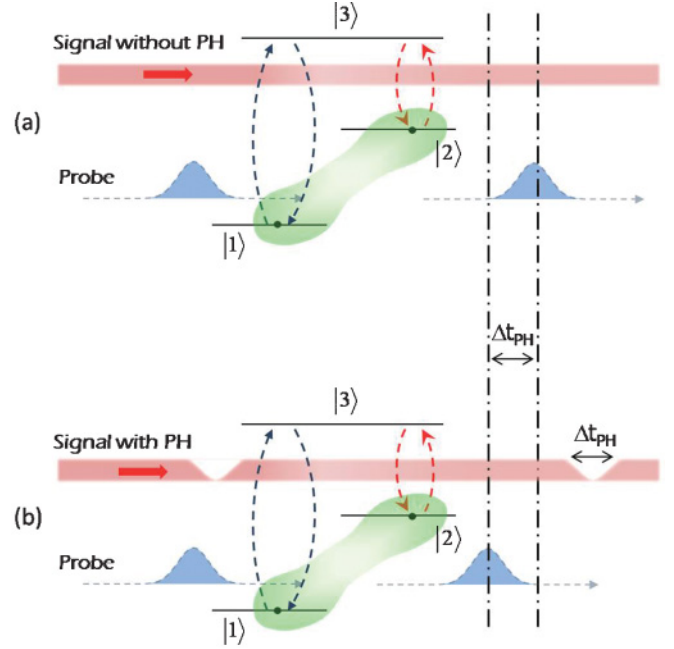 |3⟩
Signal without PH
(a)
|2⟩
Probe
|1⟩
Δt_PH
|3⟩
Signal with PH
Δt_PH
(b)
|2⟩
Probe
|1⟩